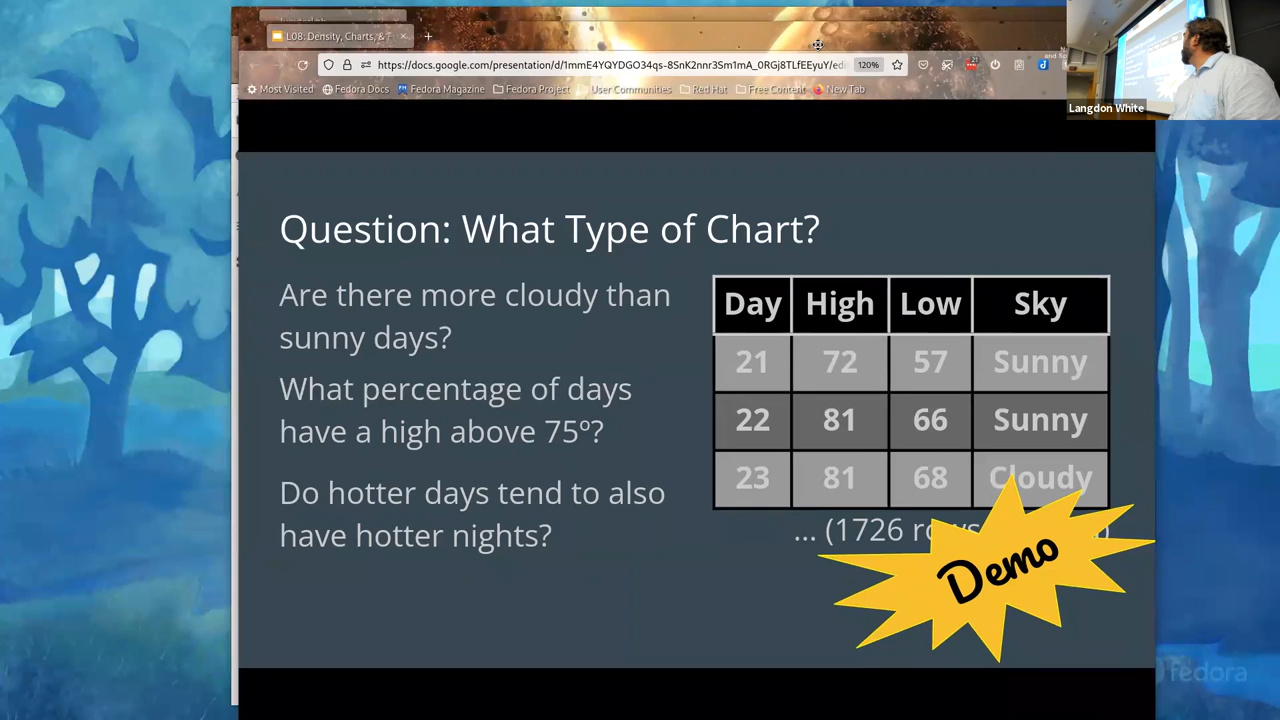 L08: Density, Charts, & T
https://docs.google.com/presentation/d/1mmE4YQYDGO34qs-8SnK2nnr3Sm1mA_0RGj8TLfEEyuY/edi
120%
21
Most Visited
Fedora Docs
Fedora Magazine
Fedora Project
User Communities
Red Hat
Free Content
New Tab
Langdon White
Question: What Type of Chart?
Are there more cloudy than
sunny days?
What percentage of days
have a high above 75º?
Do hotter days tend to also
have hotter nights?
Day High Low Sky
21 72 57 Sunny
22 81 66 Sunny
23 81 68 Cloudy
... (1726 rows
Demo
fedora